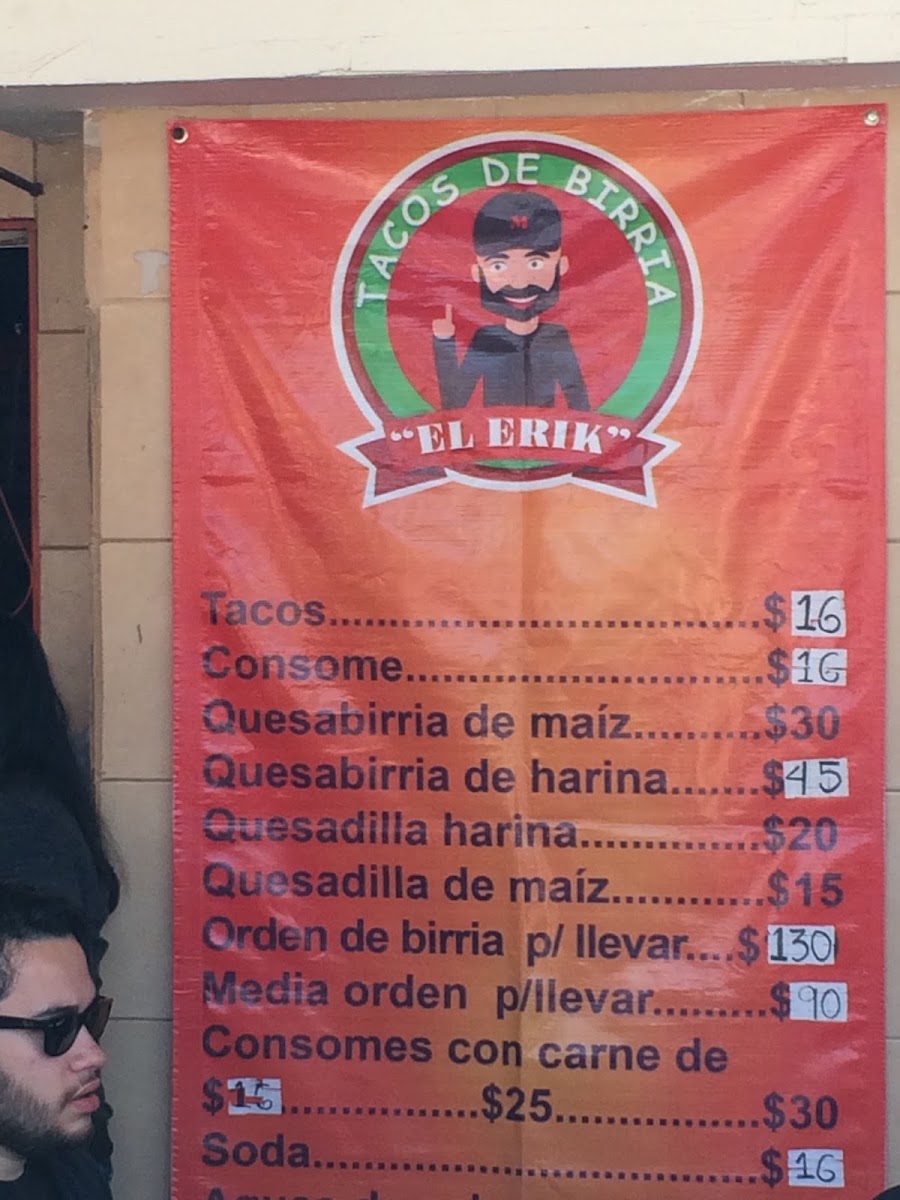 TACOS DE BIRRIA
M
"EL ERIK"
Tacos..................................$ 16
Consome............................$16
Quesabirria de maíz..........$30
Quesabirria de harina.......$45
Quesadilla harina..............$20
Quesadilla de maíz............$15
Orden de birria p/ llevar....$ 130
Media orden p/llevar.........$90
Consomes con carne de
$16................$25................$30
Soda...................................$ 16